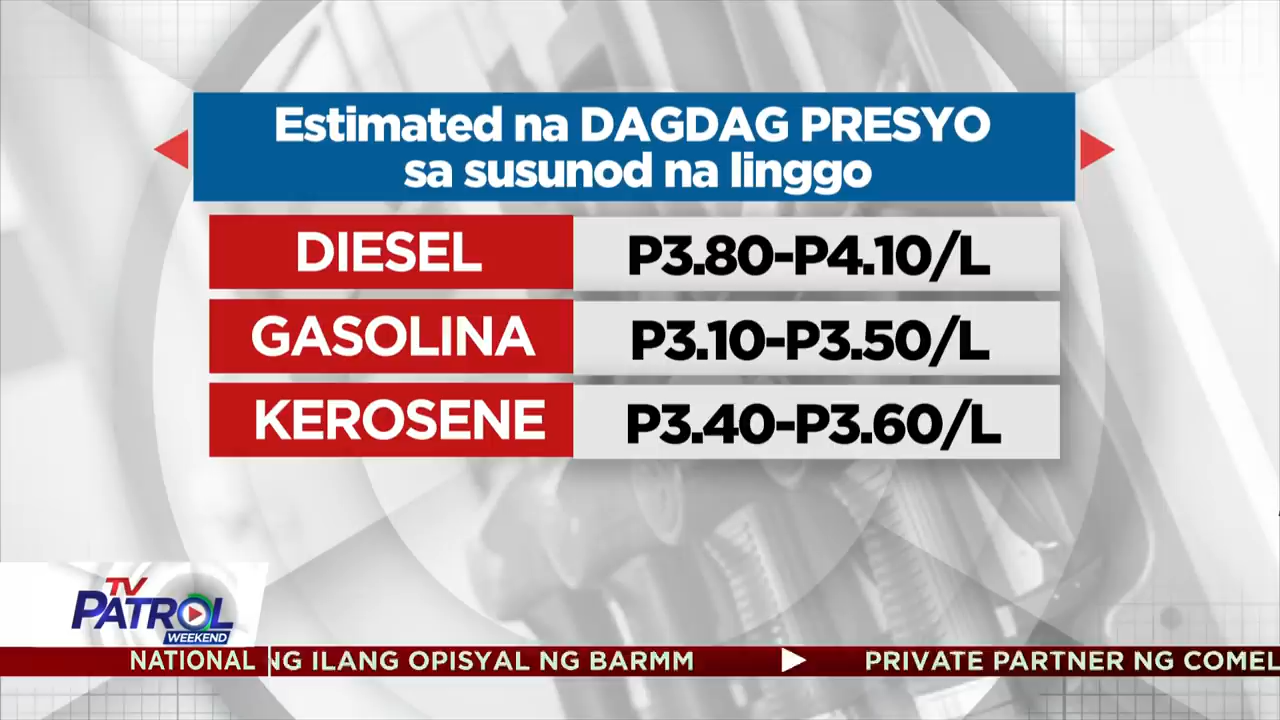 Estimated na DAGDAG PRESYO
sa susunod na linggo
DIESEL P3.80-P4.10/L
GASOLINA P3.10-P3.50/L
KEROSENE P3.40-P3.60/L
TV
PATROL
WEEKEND
NATIONAL NG ILANG OPISYAL NG BARMM PRIVATE PARTNER NG COMEL